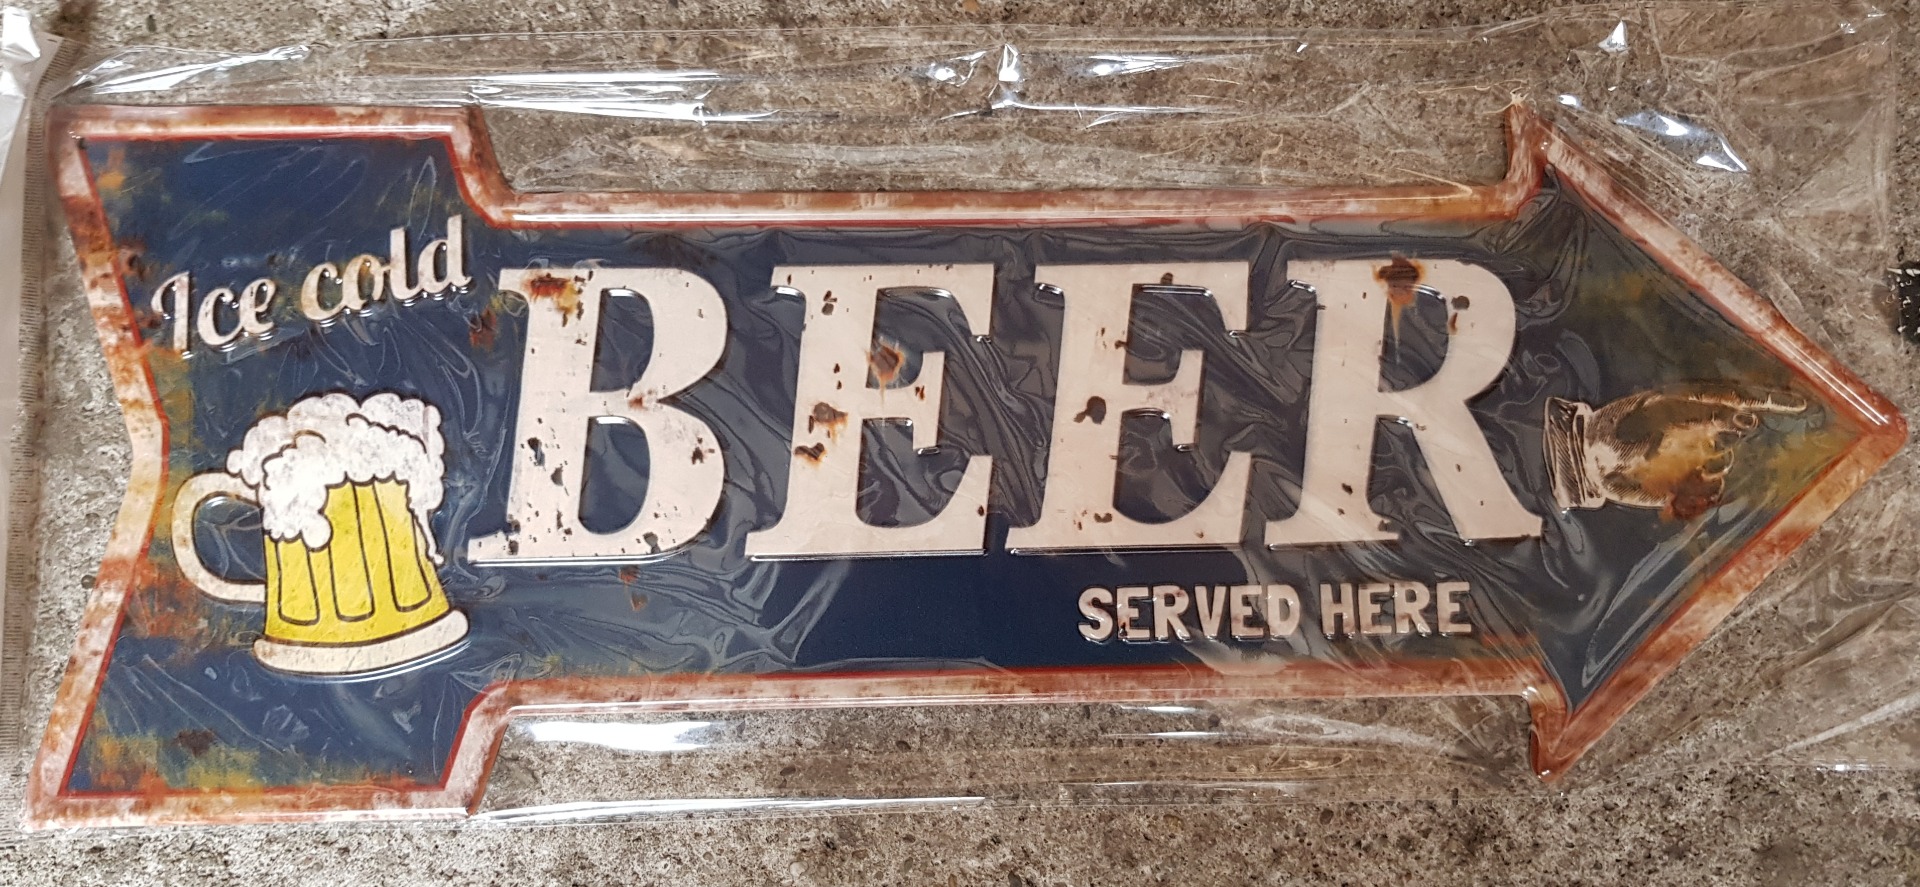 Ice cold
BEER
SERVED HERE